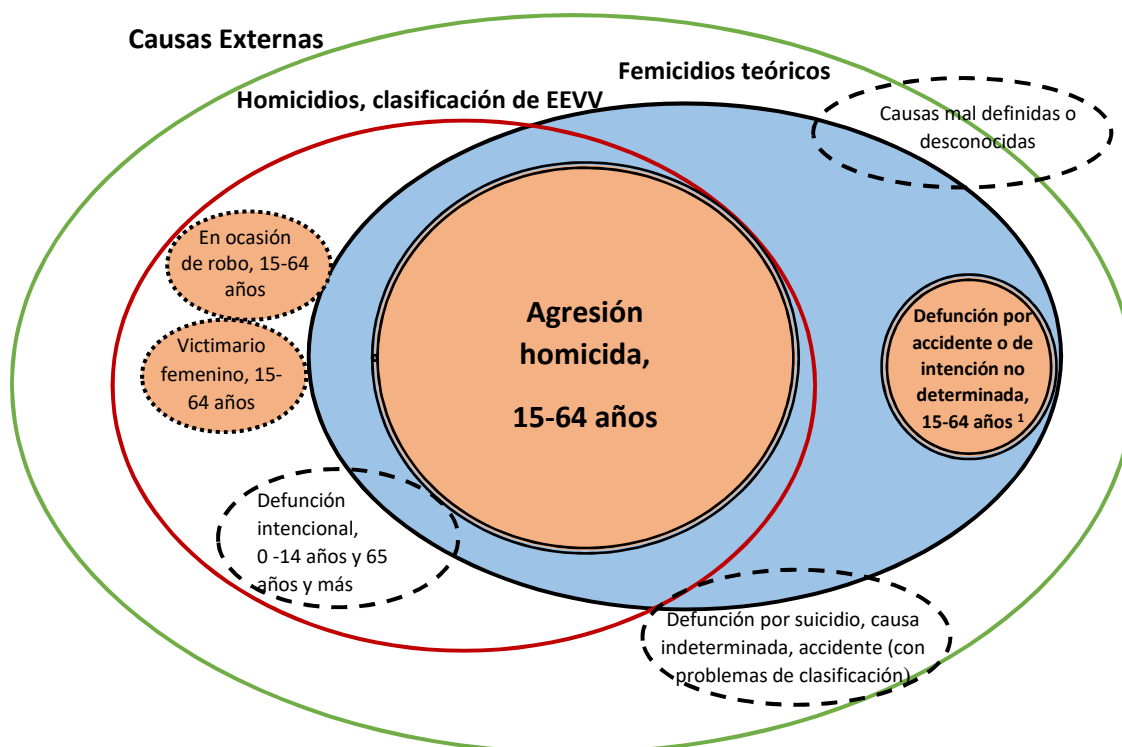 Causas Externas
Femicidios teóricos
Homicidios, clasificación de EEVV
Causas mal definidas o
desconocidas
En ocasión
de robo, 15-64
años
Victimario
femenino, 15-
64 años
Agresión
homicida,
15-64 años
Defunción por
accidente o de
intención no
determinada,
15-64 años ¹
Defunción
intencional,
0 -14 años y 65
años y más
Defunción por suicidio, causa
indeterminada, accidente (con
problemas de clasificación)